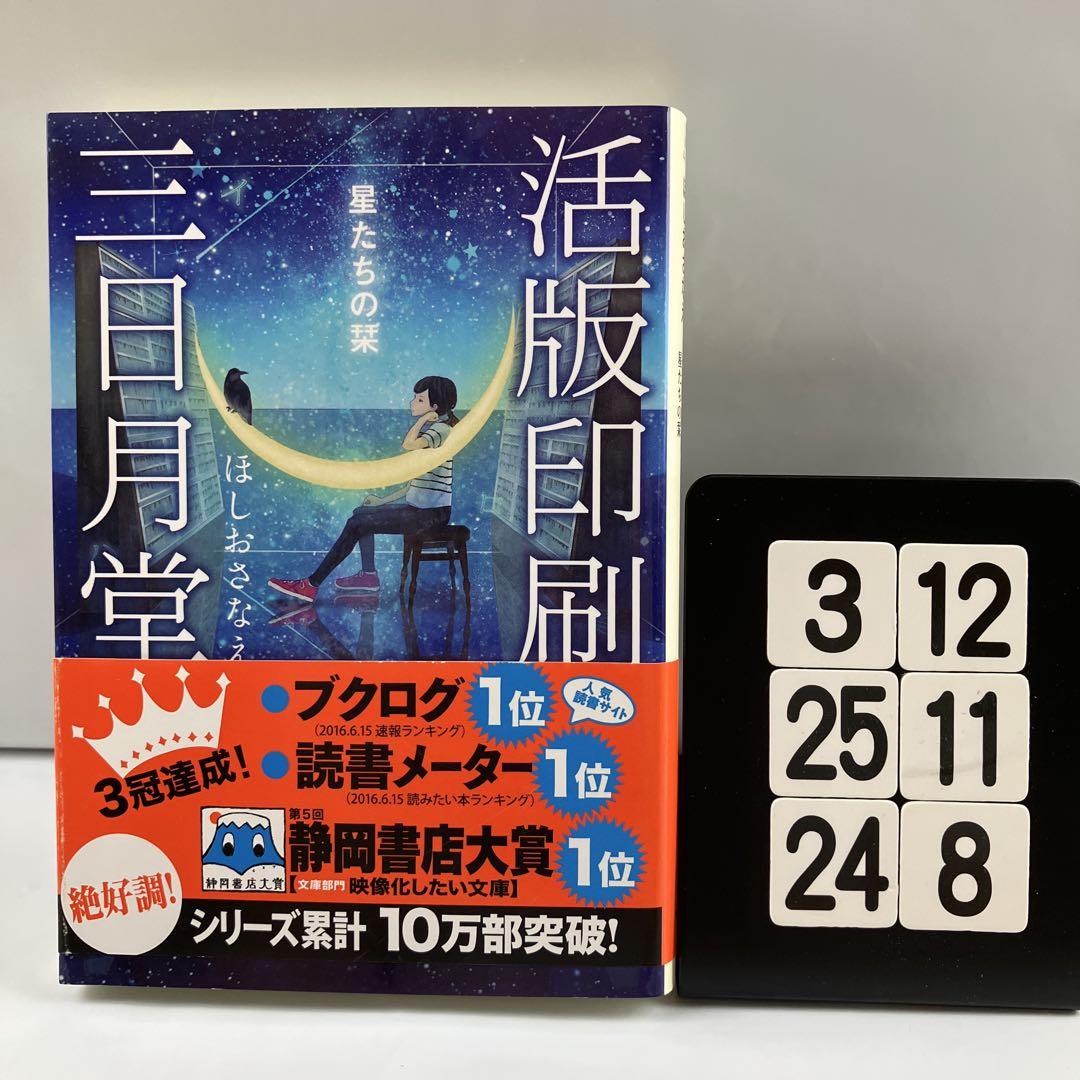 活版印刷
三日月堂
星たちの栞
ほしおさなえ
3冠達成!
ブクログ 1位
(2016.6.15 速報ランキング)
人気
読書サイト
読書メーター 1位
(2016.6.15 読みたい本ランキング)
第5回
静岡書店大賞 1位
【文庫部門 映像化したい文庫】
静岡書店大賞
絶好調!
シリーズ累計 10万部突破!
星たちの栞
3 12
25 11
24 8